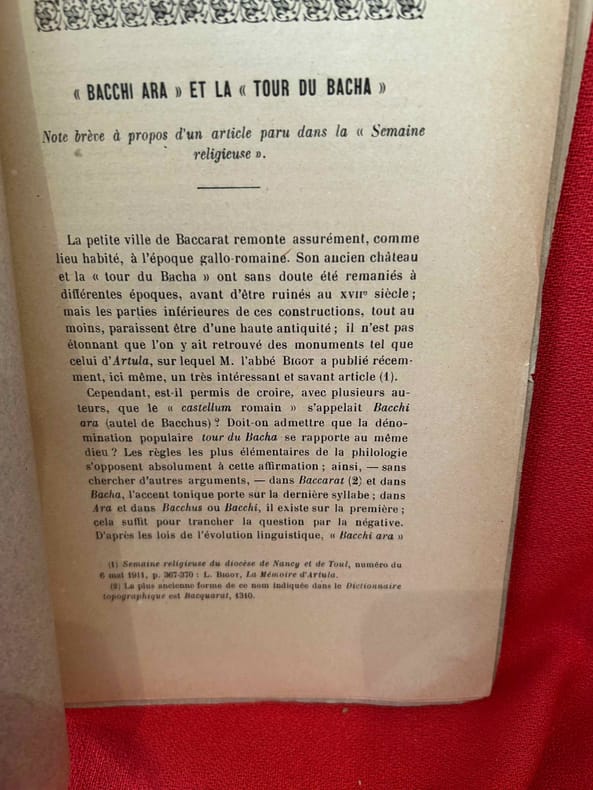 « BACCHI ARA » ET LA « TOUR DU BACHA »
Note brève à propos d'un article paru dans la « Semaine
religieuse ».
La petite ville de Baccarat remonte assurément, comme
lieu habité, à l'époque gallo-romaine. Son ancien château
et la « tour du Bacha » ont sans doute été remaniés à
différentes époques, avant d'être ruinés au XVIIe siècle ;
mais les parties inférieures de ces constructions, tout au
moins, paraissent être d'une haute antiquité ; il n'est pas
étonnant que l'on y ait retrouvé des monuments tel que
celui d'Artula, sur lequel M. l'abbé BIGOT a publié récem-
ment, ici même, un très intéressant et savant article (1).
Cependant, est-il permis de croire, avec plusieurs au-
teurs, que le « castellum romain » s'appelait Bacchi
ara (autel de Bacchus) ? Doit-on admettre que la déno-
mination populaire tour du Bacha se rapporte au même
dieu ? Les règles les plus élémentaires de la philologie
s'opposent absolument à cette affirmation ; ainsi, — sans
chercher d'autres arguments, — dans Baccarat (2) et dans
Bacha, l'accent tonique porte sur la dernière syllabe ; dans
Ara et dans Bacchus ou Bacchi, il existe sur la première ;
cela suffit pour trancher la question par la négative.
D'après les lois de l'évolution linguistique, « Bacchi ara »
(1) Semaine religieuse du diocèse de Nancy et de Toul, numéro du
6 mai 1911, p. 367-370 : L. BIGOT, La Mémoire d'Artula.
(2) La plus ancienne forme de ce nom indiquée dans le Dictionnaire
topographique est Bacquarat, 1310.